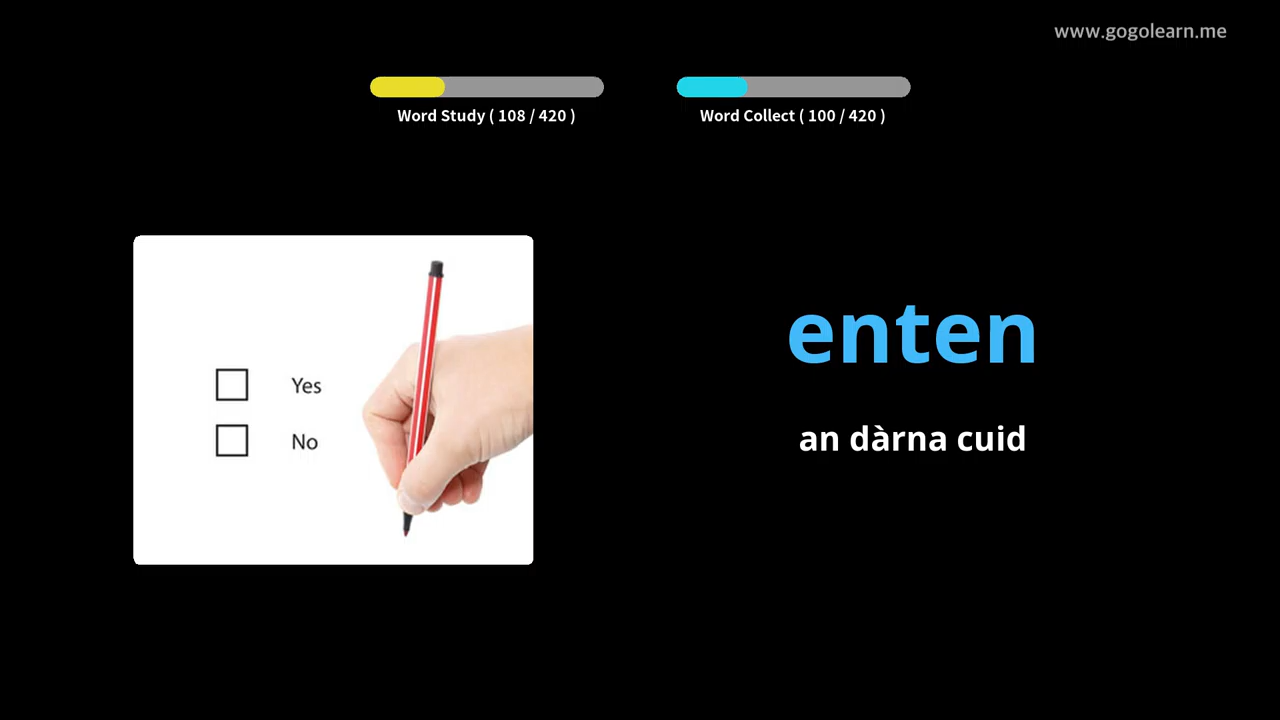 www.gogolearn.me
Word Study ( 108 / 420 )
Word Collect ( 100 / 420 )
Yes
No
enten
an dàrna cuid